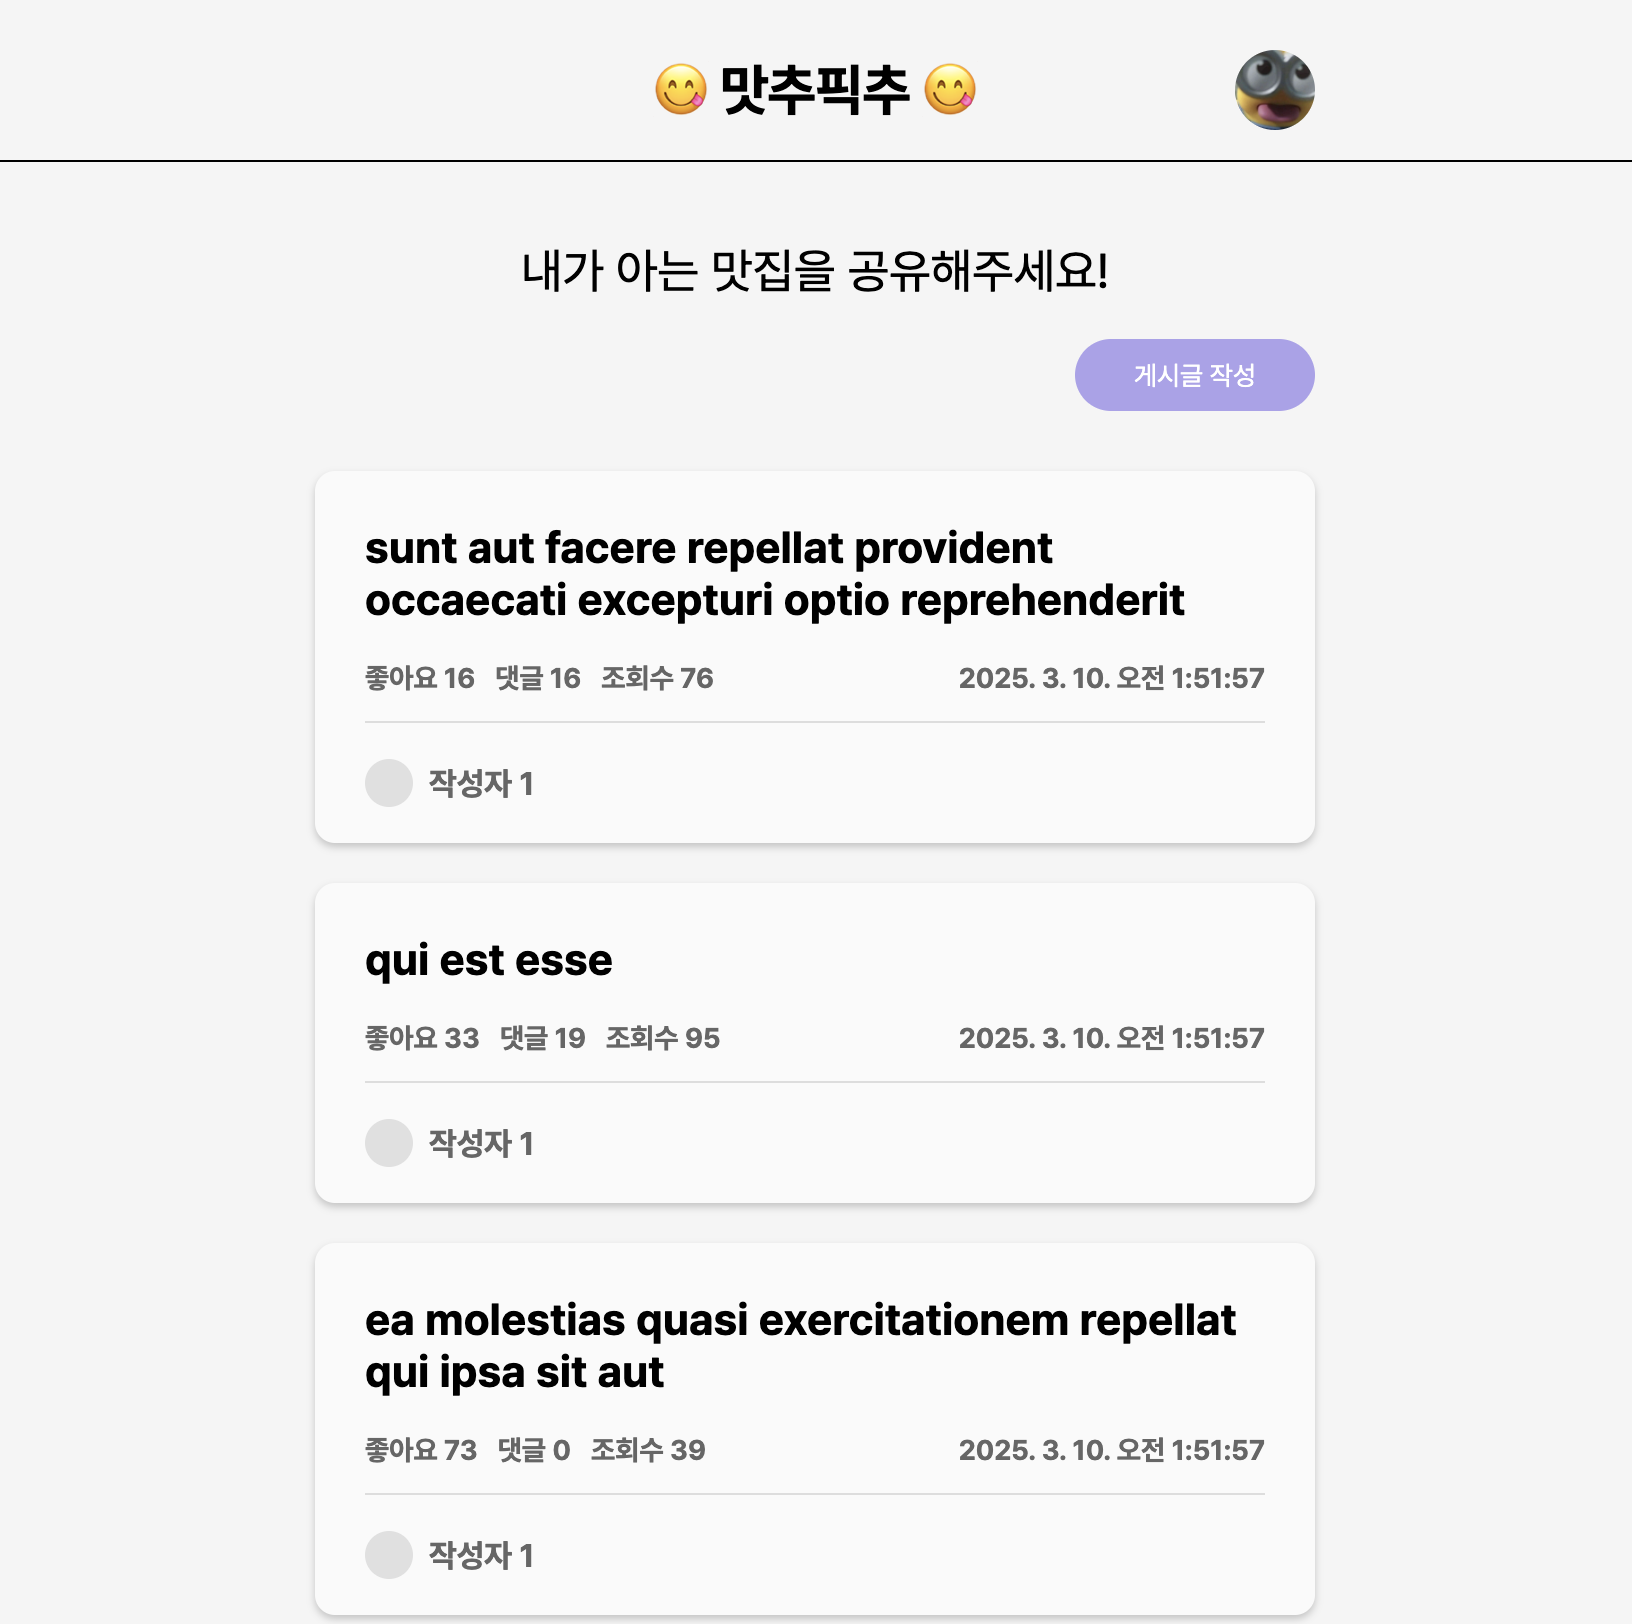 😋 맛추픽추 😋
내가 아는 맛집을 공유해주세요!
게시글 작성
sunt aut facere repellat provident
occaecati excepturi optio reprehenderit
좋아요 16 댓글 16 조회수 76 2025. 3. 10. 오전 1:51:57
작성자 1
qui est esse
좋아요 33 댓글 19 조회수 95 2025. 3. 10. 오전 1:51:57
작성자 1
ea molestias quasi exercitationem repellat
qui ipsa sit aut
좋아요 73 댓글 0 조회수 39 2025. 3. 10. 오전 1:51:57
작성자 1